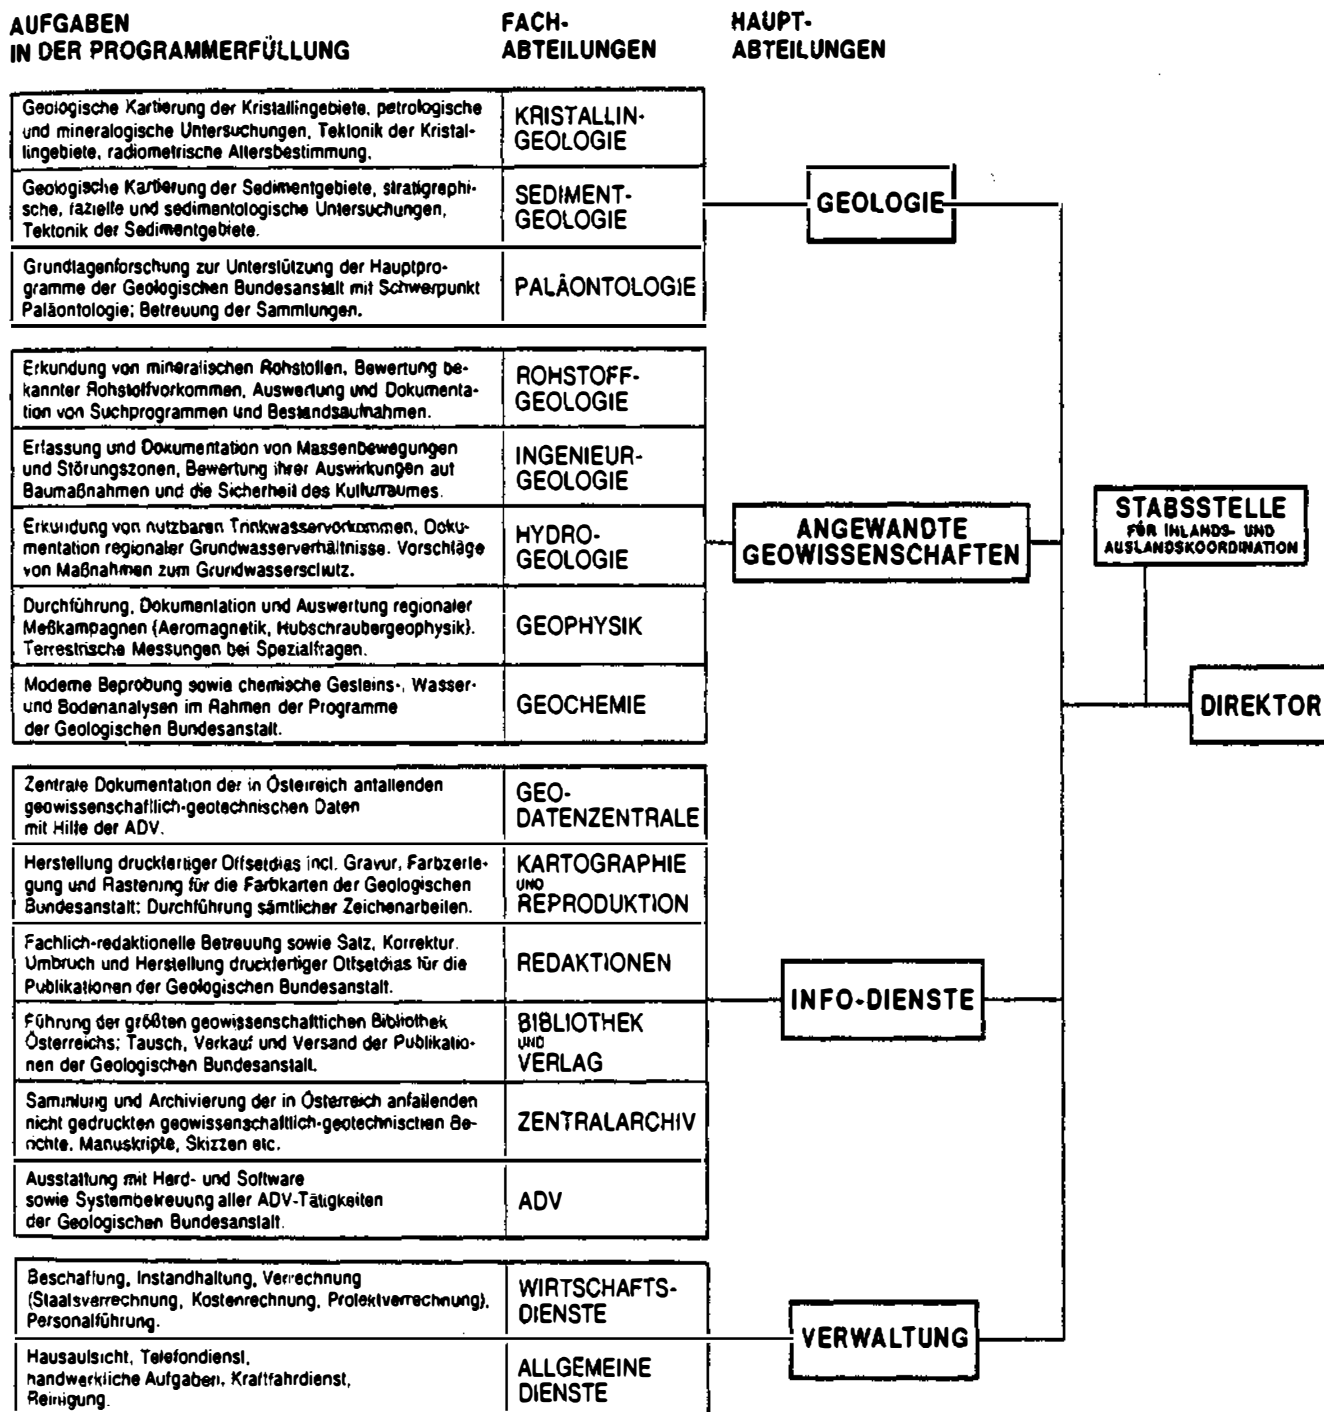 AUFGABEN
IN DER PROGRAMMERFÜLLUNG
FACH-
ABTEILUNGEN
HAUPT-
ABTEILUNGEN
Geologische Kartierung der Kristallingebiete, petrologische
und mineralogische Untersuchungen, Tektonik der Kristal-
lingebiete, radiometrische Altersbestimmung.
KRISTALLIN-
GEOLOGIE
Geologische Kartierung der Sedimentgebiete, stratigraphi-
sche, fazielle und sedimentologische Untersuchungen,
Tektonik der Sedimentgebiete.
SEDIMENT-
GEOLOGIE
Grundlagenforschung zur Unterstützung der Hauptpro-
gramme der Geologischen Bundesanstalt mit Schwerpunkt
Paläontologie; Betreuung der Sammlungen.
PALÄONTOLOGIE
GEOLOGIE
Erkundung von mineralischen Rohstoffen, Bewertung be-
kannter Rohstoffvorkommen, Auswertung und Dokumenta-
tion von Suchprogrammen und Bestandsaufnahmen.
ROHSTOFF-
GEOLOGIE
Erfassung und Dokumentation von Massenbewegungen
und Störungszonen, Bewertung ihrer Auswirkungen auf
Baumaßnahmen und die Sicherheit des Kulturraumes.
INGENIEUR-
GEOLOGIE
Erkundung von nutzbaren Trinkwasservorkommen, Doku-
mentation regionaler Grundwasserverhältnisse. Vorschläge
von Maßnahmen zum Grundwasserschutz.
HYDRO-
GEOLOGIE
Durchführung, Dokumentation und Auswertung regionaler
Meßkampagnen (Aeromagnetik, Hubschraubergeophysik).
Terrestrische Messungen bei Spezialfragen.
GEOPHYSIK
Moderne Beprobung sowie chemische Gesteins-, Wasser-
und Bodenanalysen im Rahmen der Programme
der Geologischen Bundesanstalt.
GEOCHEMIE
ANGEWANDTE
GEOWISSENSCHAFTEN
STABSSTELLE
FÜR INLANDS- UND
AUSLANDSKOORDINATION
DIREKTOR
Zentrale Dokumentation der in Österreich anfallenden
geowissenschaftlich-geotechnischen Daten
mit Hilfe der ADV.
GEO-
DATENZENTRALE
Herstellung druckfertiger Offsetdias incl. Gravur, Farbzerle-
gung und Rasterung für die Farbkarten der Geologischen
Bundesanstalt; Durchführung sämtlicher Zeichenarbeiten.
KARTOGRAPHIE
UND
REPRODUKTION
Fachlich-redaktionelle Betreuung sowie Satz, Korrektur.
Umbruch und Herstellung druckfertiger Offsetdias für die
Publikationen der Geologischen Bundesanstalt.
REDAKTIONEN
Führung der größten geowissenschaftlichen Bibliothek
Österreichs; Tausch, Verkauf und Versand der Publikatio-
nen der Geologischen Bundesanstalt.
BIBLIOTHEK
UND
VERLAG
Sammlung und Archivierung der in Österreich anfallenden
nicht gedruckten geowissenschaftlich-geotechnischen Be-
richte, Manuskripte, Skizzen etc.
ZENTRALARCHIV
Ausstattung mit Hard- und Software
sowie Systembetreuung aller ADV-Tätigkeiten
der Geologischen Bundesanstalt.
ADV
INFO-DIENSTE
Beschaffung, Instandhaltung, Verrechnung
(Staatsverrechnung, Kostenrechnung, Projektverrechnung),
Personalführung.
WIRTSCHAFTS-
DIENSTE
Hausaufsicht, Telefondienst,
handwerkliche Aufgaben, Kraftfahrdienst,
Reinigung.
ALLGEMEINE
DIENSTE
VERWALTUNG